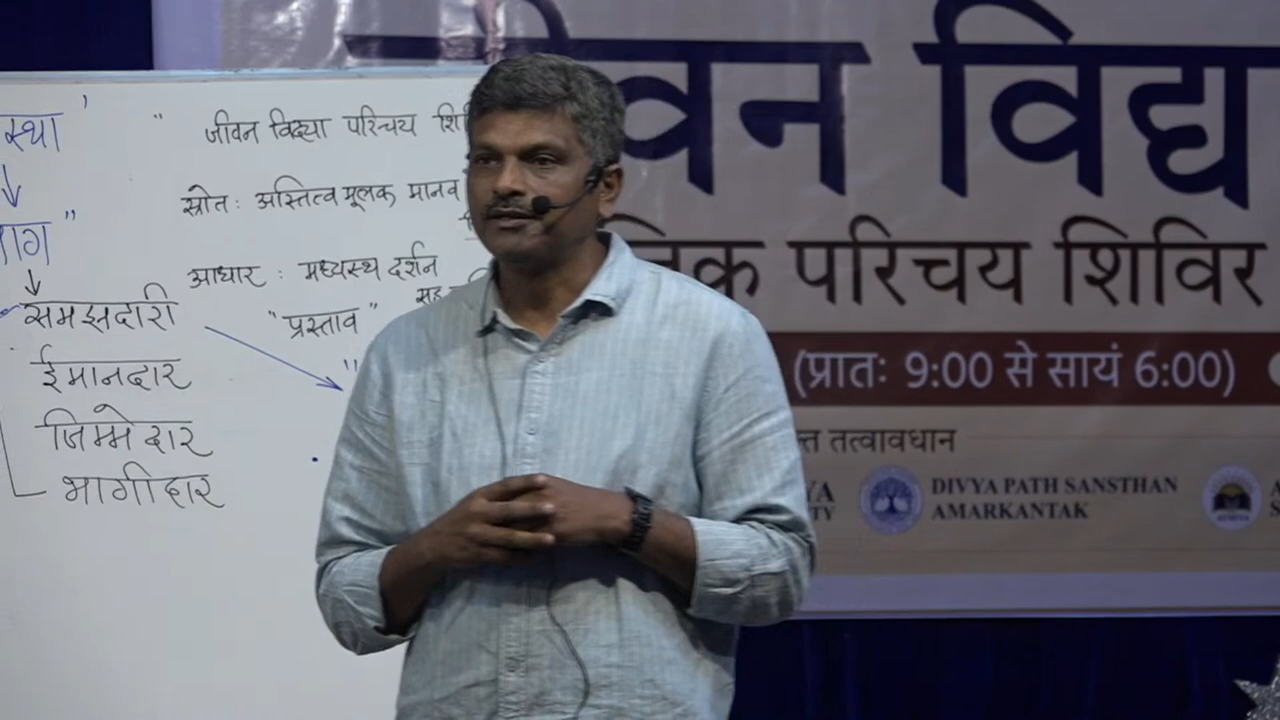 स्था '
" जीवन विद्या परिचय
स्रोत : अस्तित्व मूलक मानव
आधार : मध्यस्थ दर्शन
"प्रस्ताव"
समझदारी
ईमानदार
जिम्मेदार
भागीदार
वन विद्य
परिचय शिविर
(प्रातः 9:00 से सायं 6:00)
तत्वावधान
DIVYA PATH SANSTHAN
AMARKANTAK